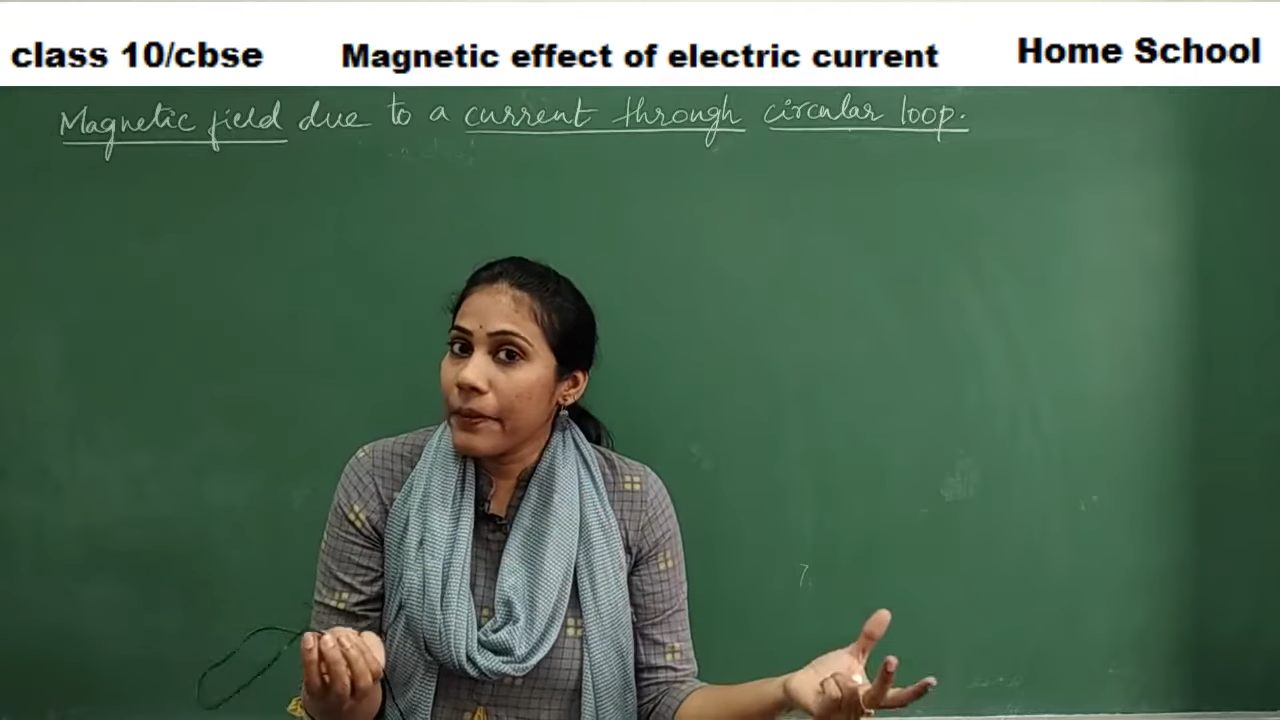 class 10/cbse Magnetic effect of electric current Home School
Magnetic field due to a current through circular loop.